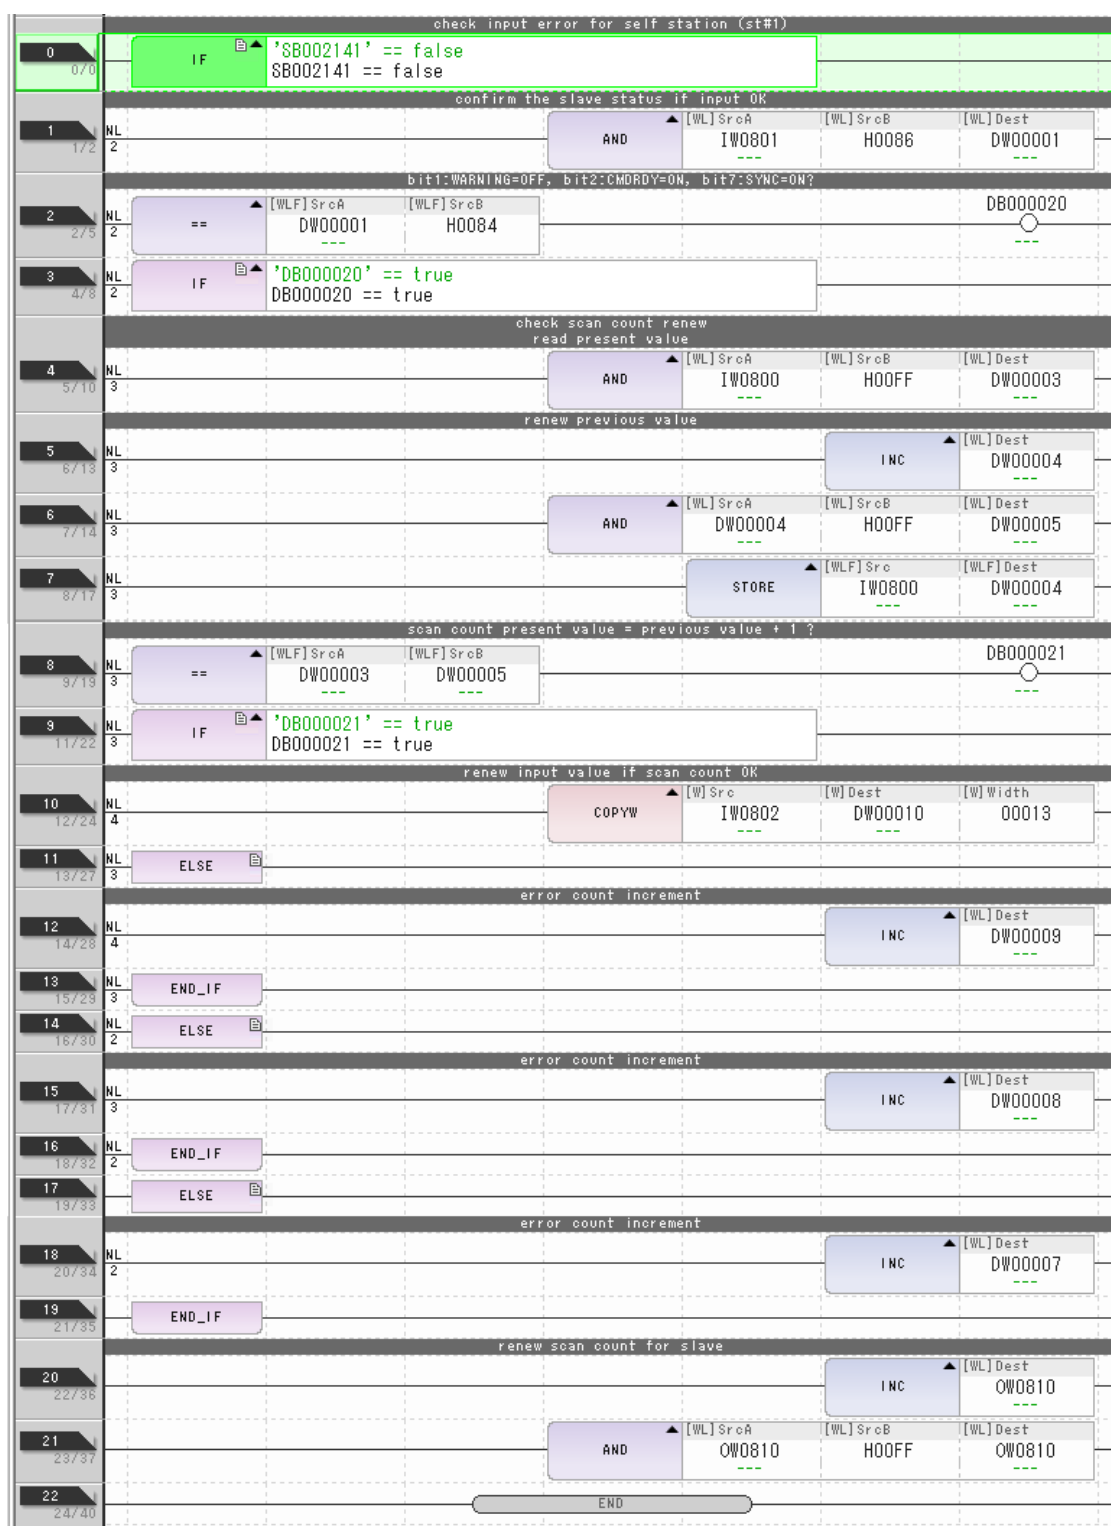 check input error for self station (st#1)
0 0/0 IF 'SB002141' == false
SB002141 == false
confirm the slave status if input OK
1 1/2 NL 2 AND [WL]SrcA IW0801 --- [WL]SrcB H0086 [WL]Dest DW00001 ---
bit1:WARNING=OFF, bit2:CMDRDY=ON, bit7:SYNC=ON?
2 2/5 NL 2 == [WLF]SrcA DW00001 --- [WLF]SrcB H0084 DB000020 ---
3 4/8 NL 2 IF 'DB000020' == true
DB000020 == true
check scan count renew
read present value
4 5/10 NL 3 AND [WL]SrcA IW0800 --- [WL]SrcB H00FF [WL]Dest DW00003 ---
renew previous value
5 6/13 NL 3 INC [WL]Dest DW00004 ---
6 7/14 NL 3 AND [WL]SrcA DW00004 --- [WL]SrcB H00FF [WL]Dest DW00005 ---
7 8/17 NL 3 STORE [WLF]Src IW0800 --- [WLF]Dest DW00004 ---
scan count present value = previous value + 1 ?
8 9/19 NL 3 == [WLF]SrcA DW00003 --- [WLF]SrcB DW00005 --- DB000021 ---
9 11/22 NL 3 IF 'DB000021' == true
DB000021 == true
renew input value if scan count OK
10 12/24 NL 4 COPYW [W]Src IW0802 --- [W]Dest DW00010 --- [W]Width 00013
11 13/27 NL 3 ELSE
error count increment
12 14/28 NL 4 INC [WL]Dest DW00009 ---
13 15/29 NL 3 END_IF
14 16/30 NL 2 ELSE
error count increment
15 17/31 NL 3 INC [WL]Dest DW00008 ---
16 18/32 NL 2 END_IF
17 19/33 ELSE
error count increment
18 20/34 NL 2 INC [WL]Dest DW00007 ---
19 21/35 END_IF
renew scan count for slave
20 22/36 INC [WL]Dest OW0810 ---
21 23/37 AND [WL]SrcA OW0810 --- [WL]SrcB H00FF [WL]Dest OW0810 ---
22 24/40 END